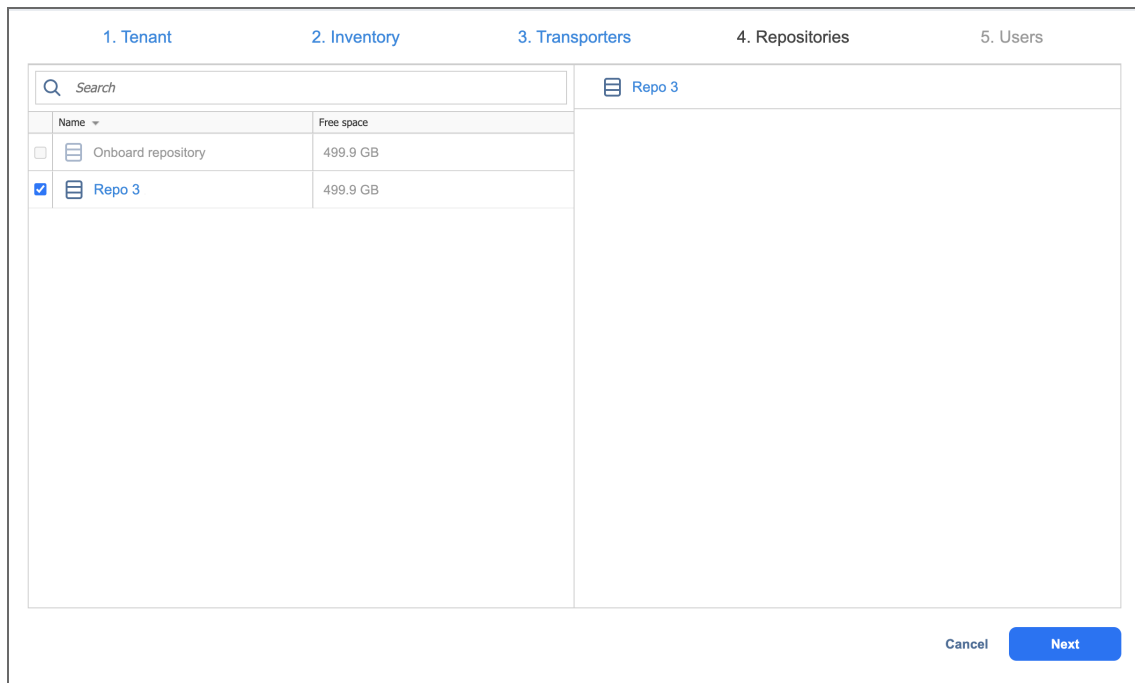 1. Tenant 2. Inventory 3. Transporters 4. Repositories 5. Users
Search
Repo 3
Name Free space
Onboard repository 499.9 GB
Repo 3 499.9 GB
Cancel Next